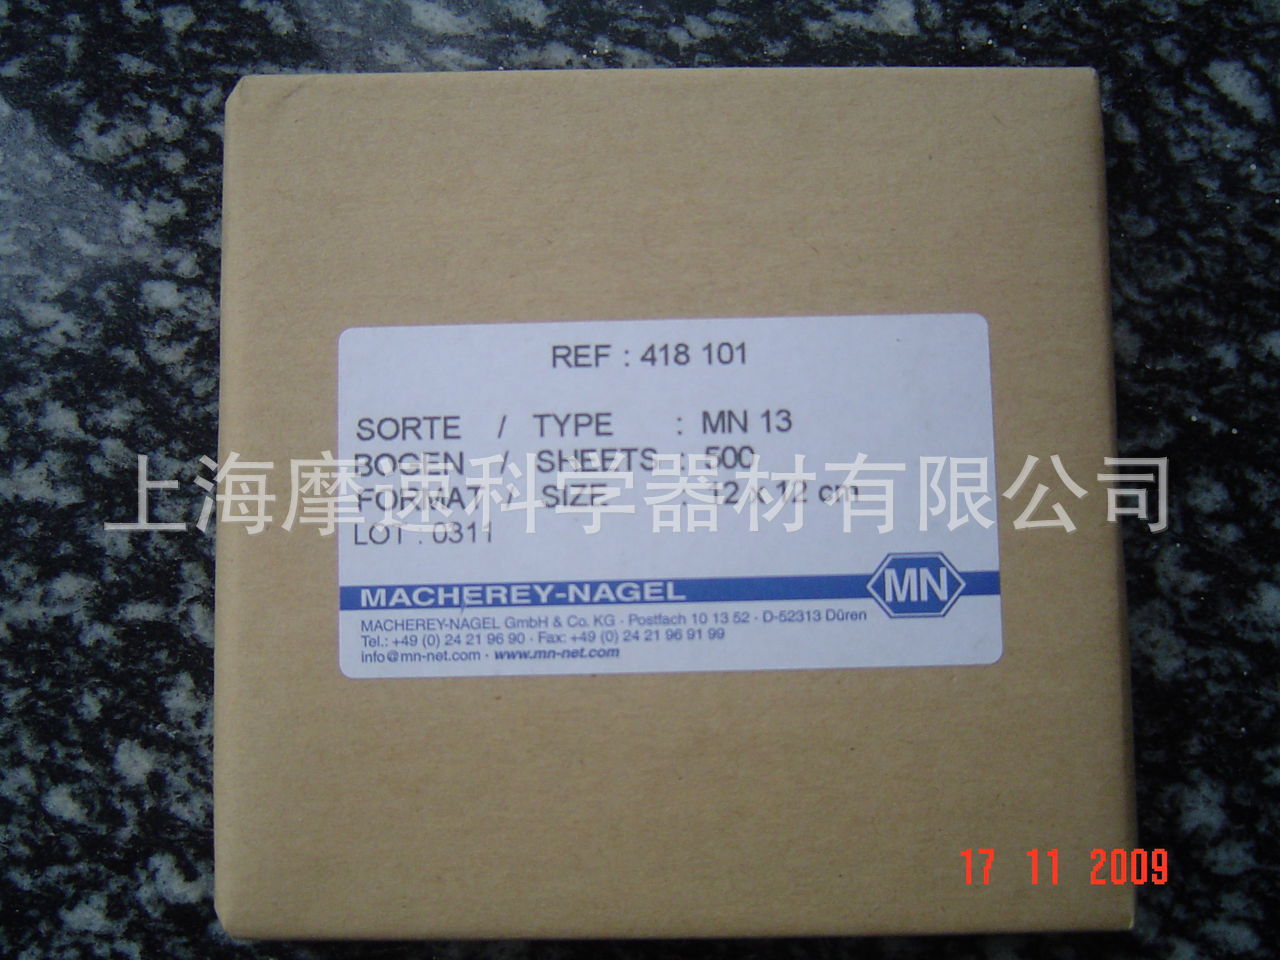 REF : 418 101
SORTE / TYPE : MN 13
BOGEN / SHEETS : 500
FORMAT / SIZE : 12 x 12 cm
上海摩速科学器材有限公司
LOT : 0311
MACHEREY-NAGEL
MN
MACHEREY-NAGEL GmbH & Co. KG · Postfach 10 13 52 · D-52313 Düren
Tel.: +49 (0) 24 21 96 90 · Fax: +49 (0) 24 21 96 91 99
info@mn-net.com · www.mn-net.com
17 11 2009